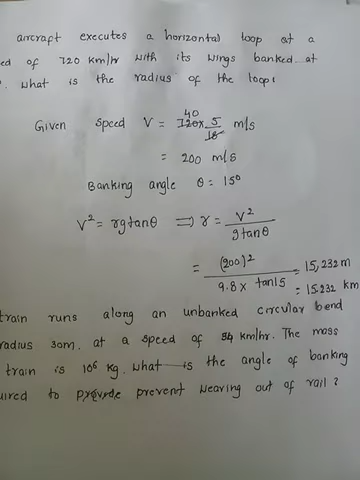 aircraft executes a horizontal loop at a
ed of 720 km/hr with its wings banked at
. what is the radius of the loop?
Given speed V = 720 × 5/18 m/s
40
= 200 m/s
Banking angle θ = 15°
V² = rg tanθ ⟹ r = V²/g tanθ
= (200)²/9.8 × tan15 = 15,232 m
= 15.232 km
train runs along an unbanked circular bend
radius 30m. at a speed of 54 km/hr. The mass
train is 10⁶ kg. what is the angle of banking
uired to prevent wearing out of rail?